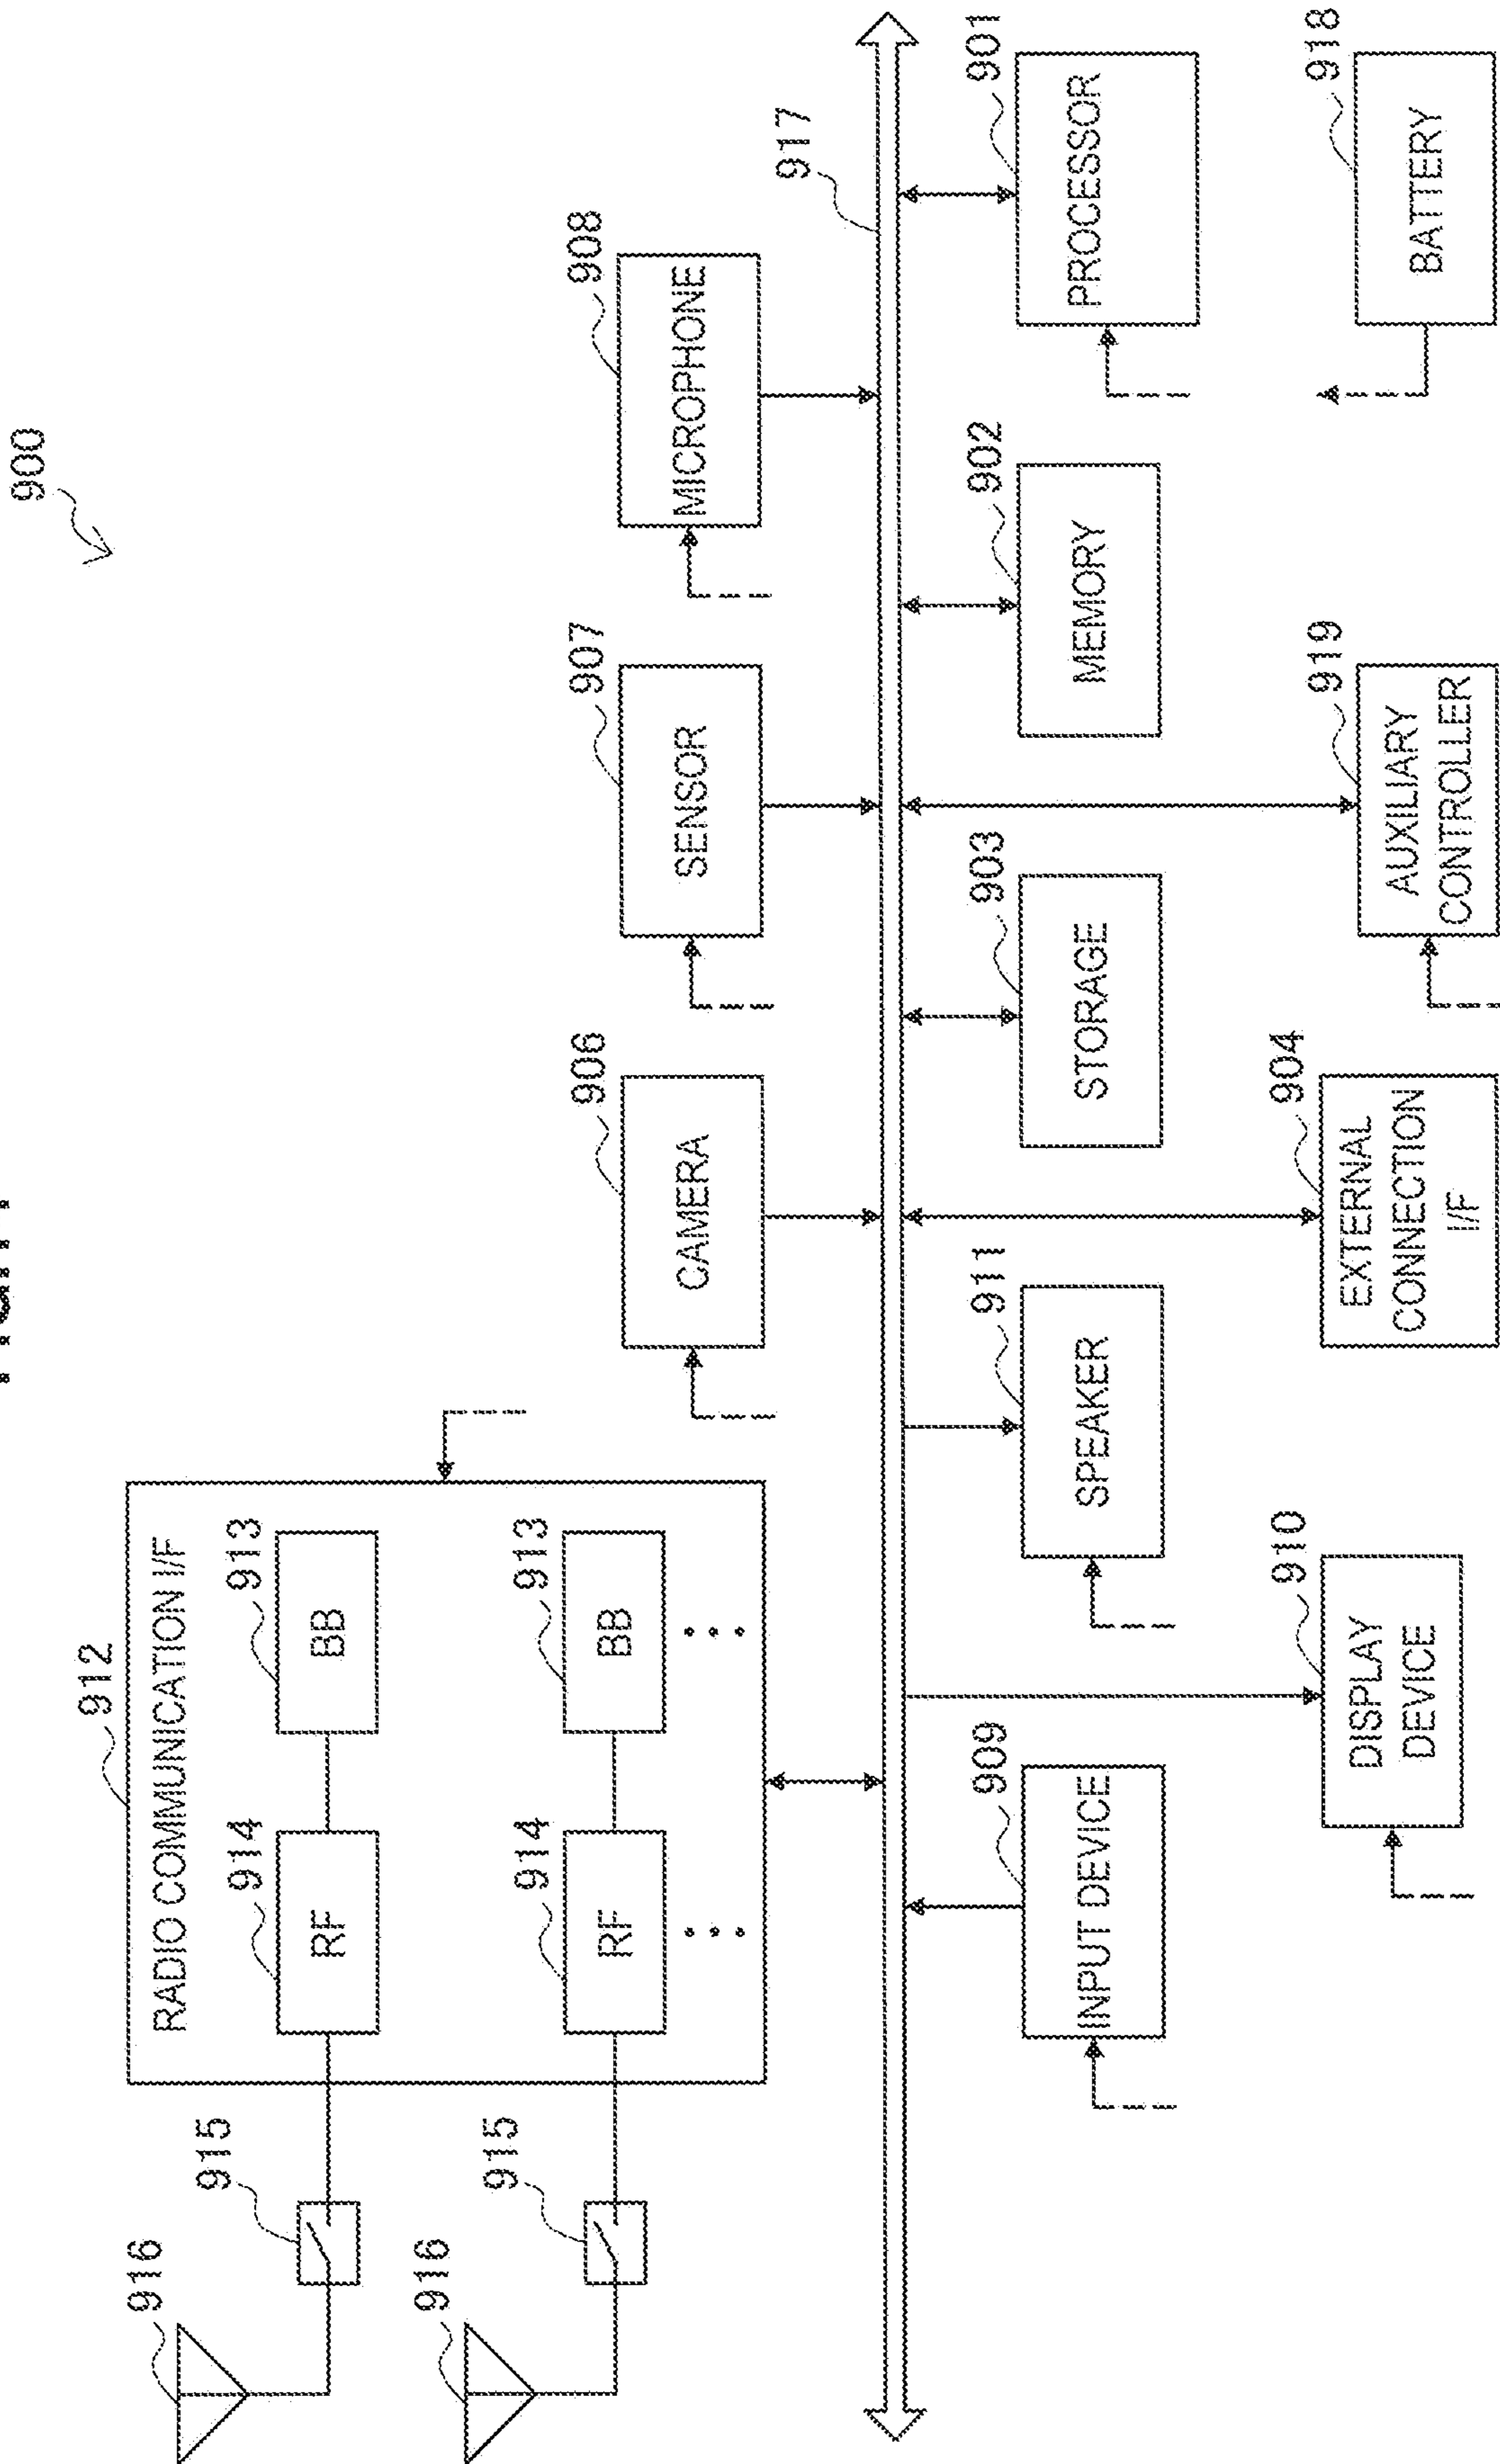 900
912
RADIO COMMUNICATION I/F
916
915
914
RF
913
BB
916
915
914
RF
913
BB
906
CAMERA
907
SENSOR
908
MICROPHONE
917
909
INPUT DEVICE
911
SPEAKER
903
STORAGE
902
MEMORY
901
PROCESSOR
910
DISPLAY
DEVICE
904
EXTERNAL
CONNECTION
I/F
919
AUXILIARY
CONTROLLER
918
BATTERY